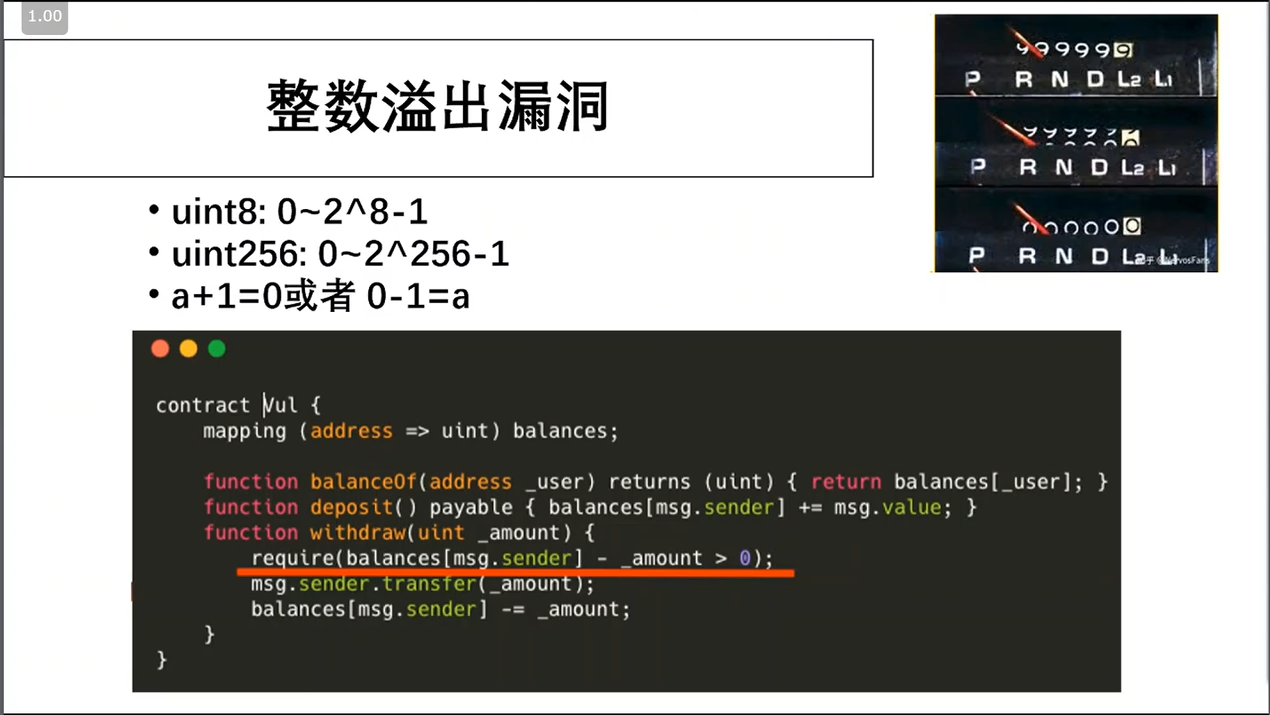 1.00
整数溢出漏洞
999999
P R N D L2 L1
99999
P R N D L2 L1
000000
P R N D L2 L1
知乎 @NervosFans
• uint8: 0~2^8-1
• uint256: 0~2^256-1
• a+1=0或者 0-1=a
contract Vul {
mapping (address => uint) balances;
function balanceOf(address _user) returns (uint) { return balances[_user]; }
function deposit() payable { balances[msg.sender] += msg.value; }
function withdraw(uint _amount) {
require(balances[msg.sender] - _amount > 0);
msg.sender.transfer(_amount);
balances[msg.sender] -= _amount;
}
}